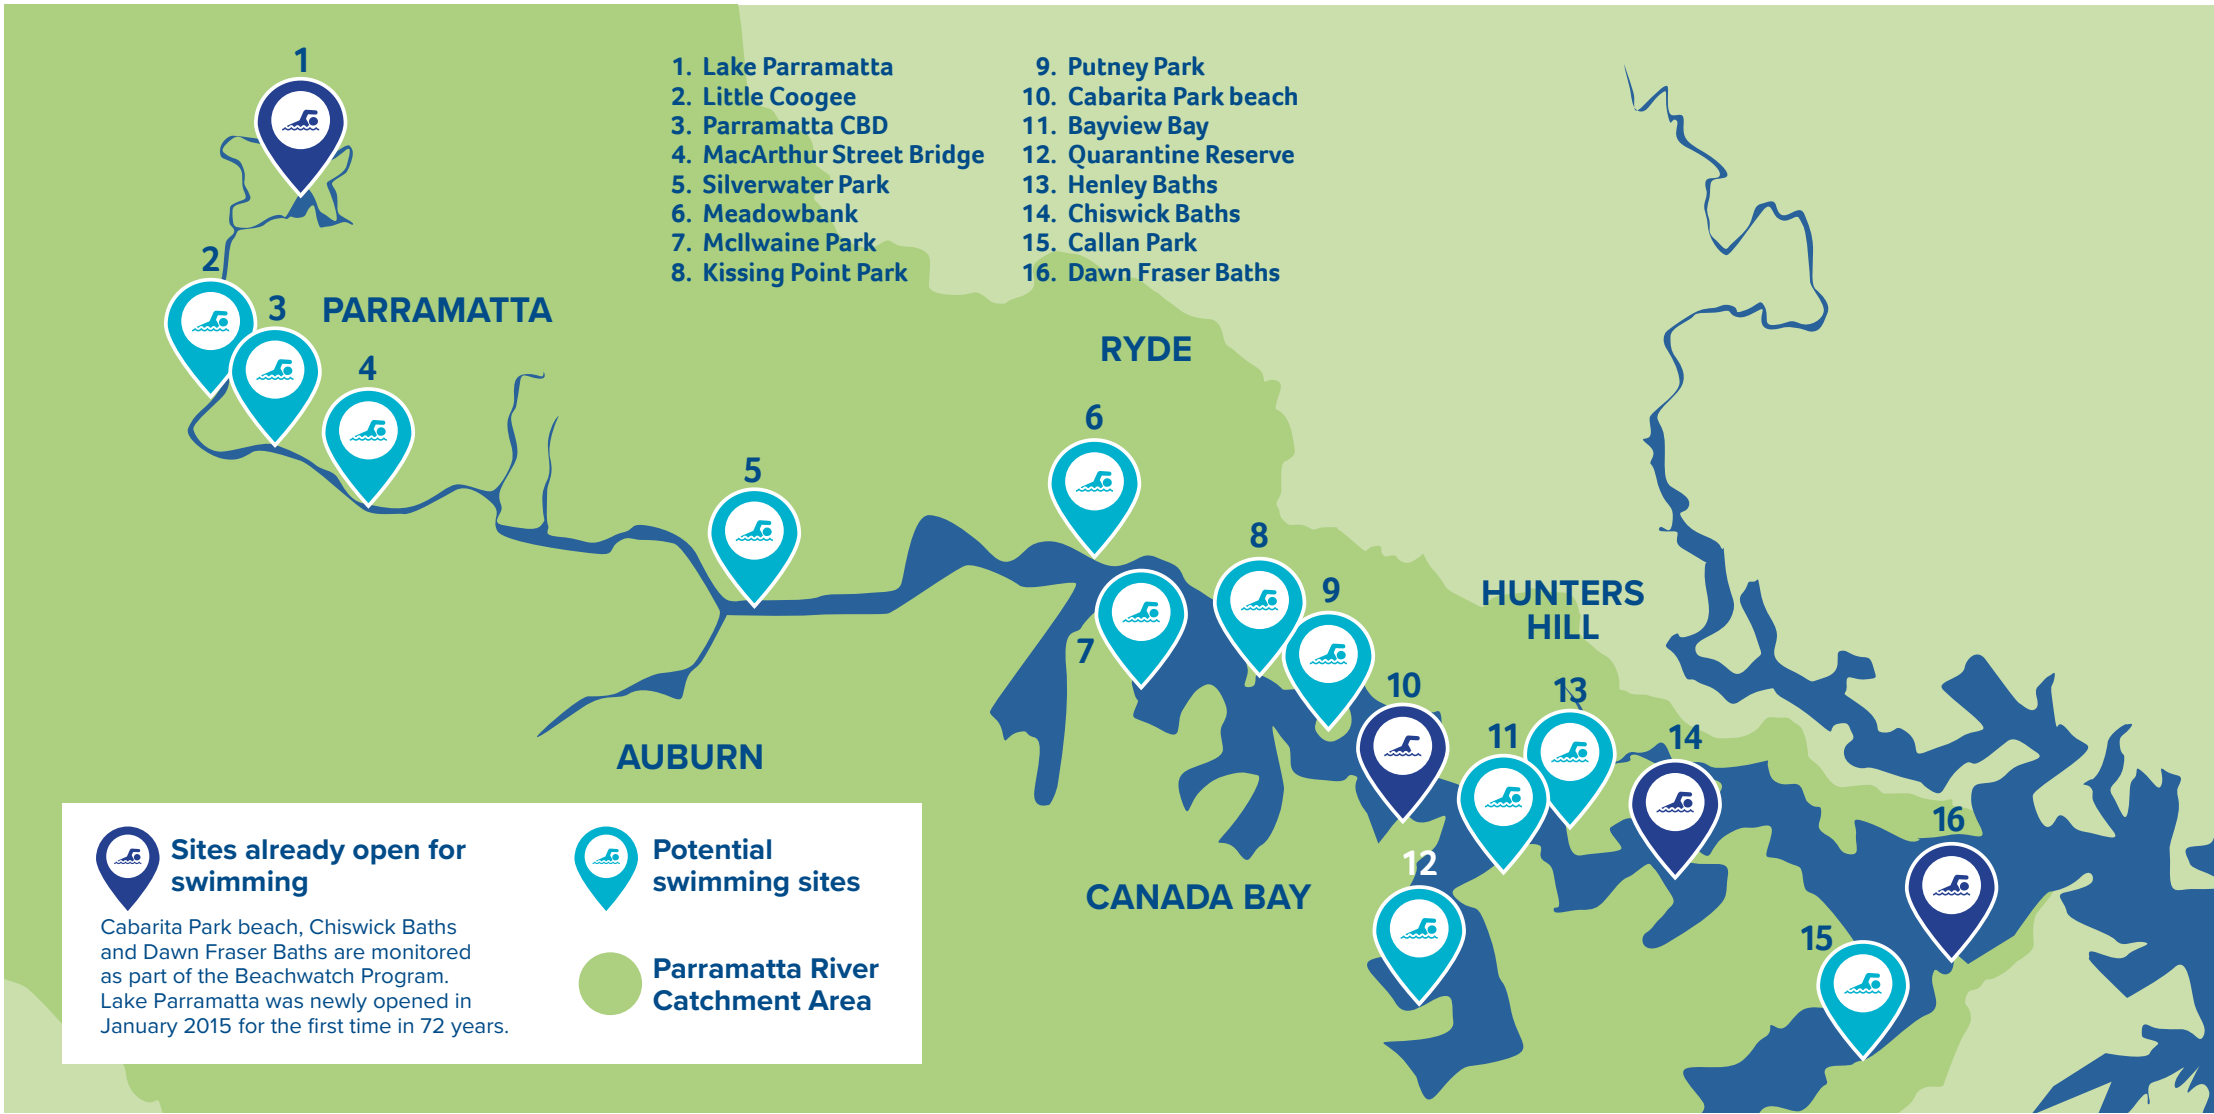 1
1. Lake Parramatta
2. Little Coogee
3. Parramatta CBD
4. MacArthur Street Bridge
5. Silverwater Park
6. Meadowbank
7. McIlwaine Park
8. Kissing Point Park
9. Putney Park
10. Cabarita Park beach
11. Bayview Bay
12. Quarantine Reserve
13. Henley Baths
14. Chiswick Baths
15. Callan Park
16. Dawn Fraser Baths
2
3
PARRAMATTA
4
RYDE
5
6
7
8
9
HUNTERS
HILL
10
11
13
14
AUBURN
12
CANADA BAY
16
15
Sites already open for
swimming
Cabarita Park beach, Chiswick Baths
and Dawn Fraser Baths are monitored
as part of the Beachwatch Program.
Lake Parramatta was newly opened in
January 2015 for the first time in 72 years.
Potential
swimming sites
Parramatta River
Catchment Area